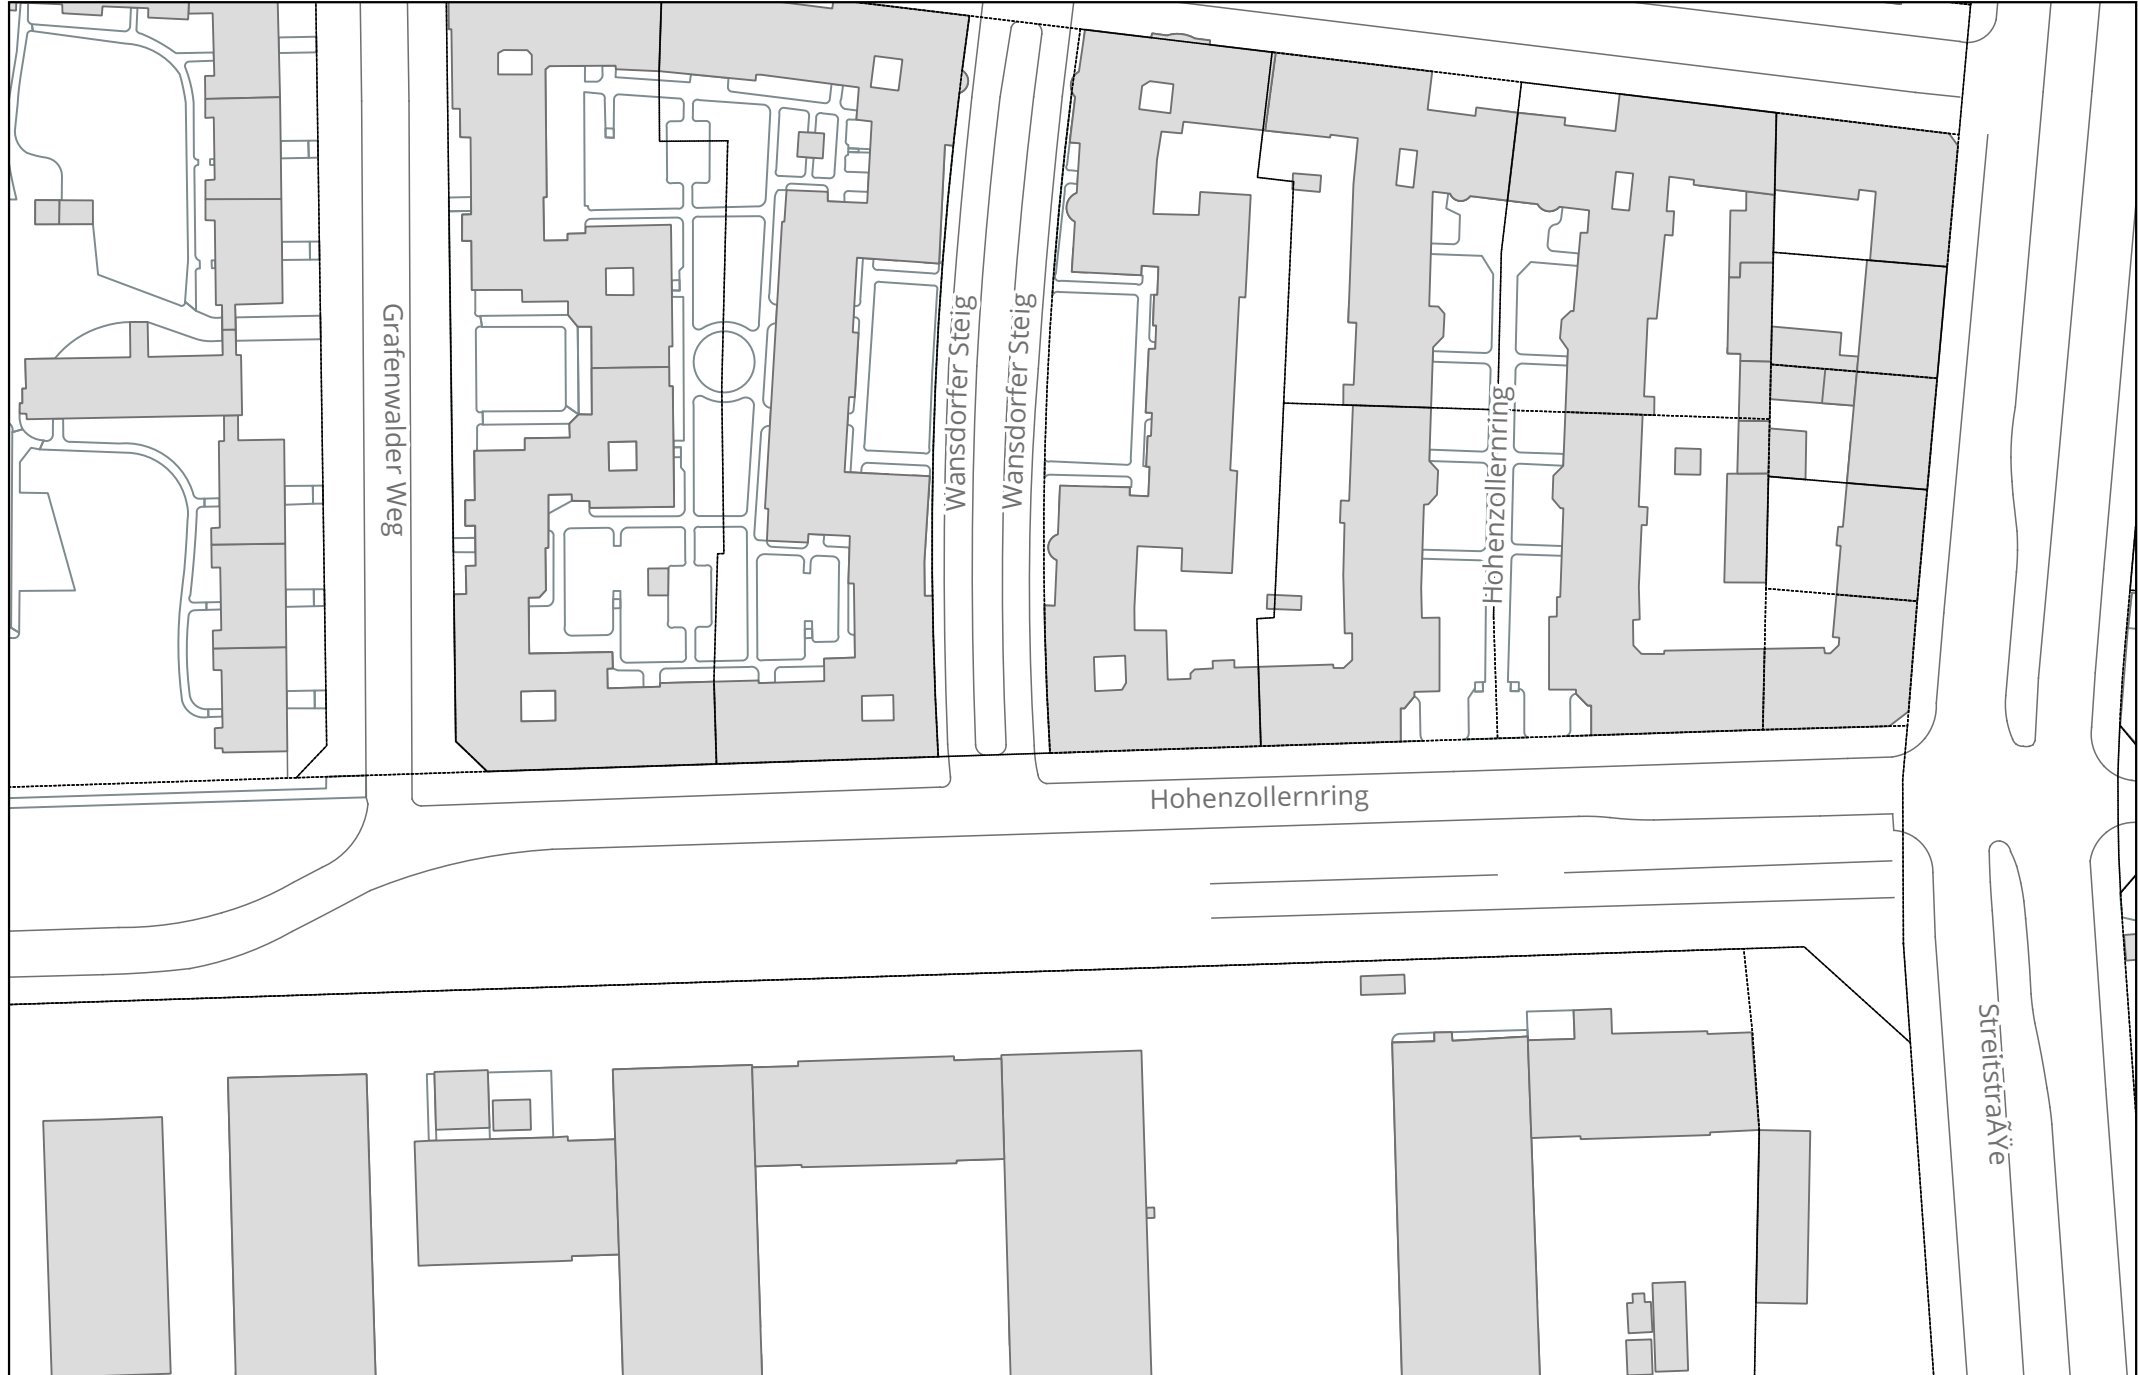 Grafenwalder Weg
Wansdorfer Steig
Wansdorfer Steig
Hohenzollernring
Hohenzollernring
StreitstraÃŸe